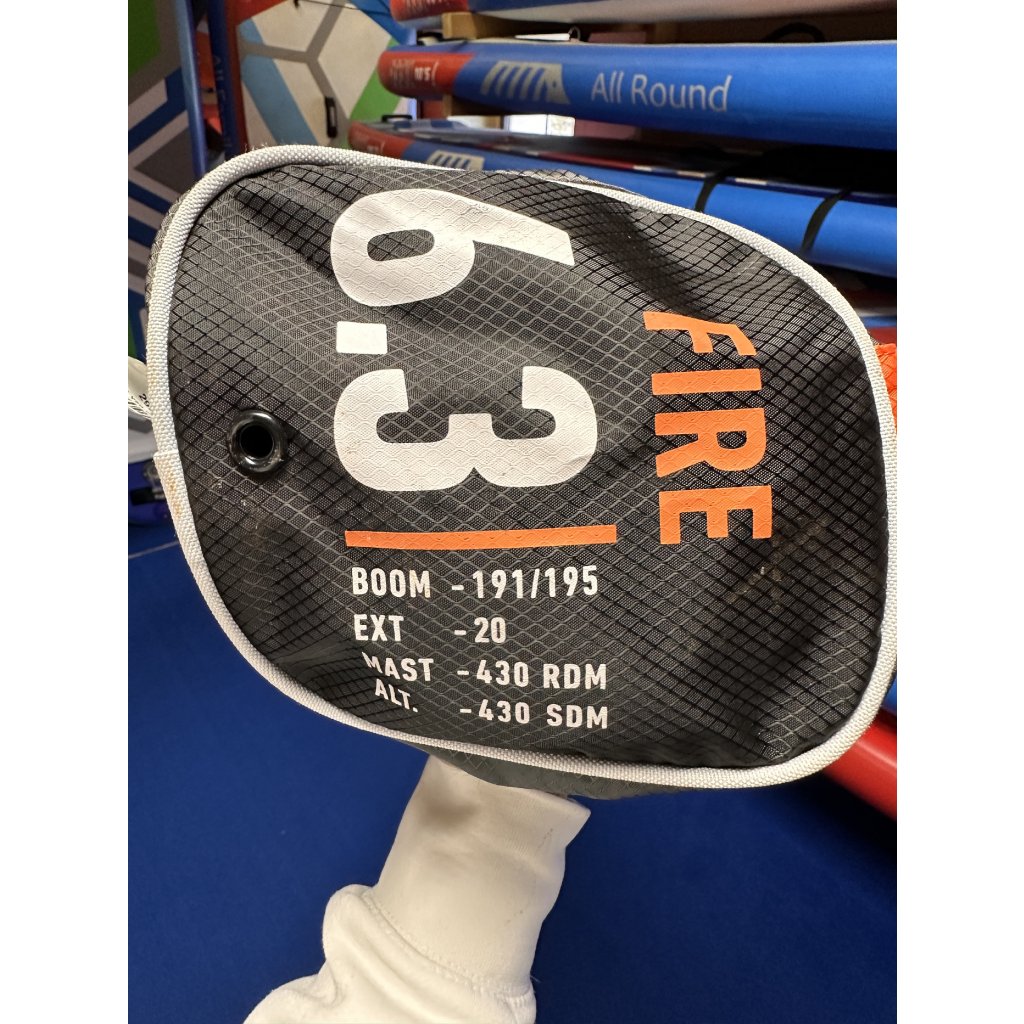 All Round
6.3
FIRE
BOOM - 191/195
EXT - 20
MAST - 430 RDM
ALT. - 430 SDM